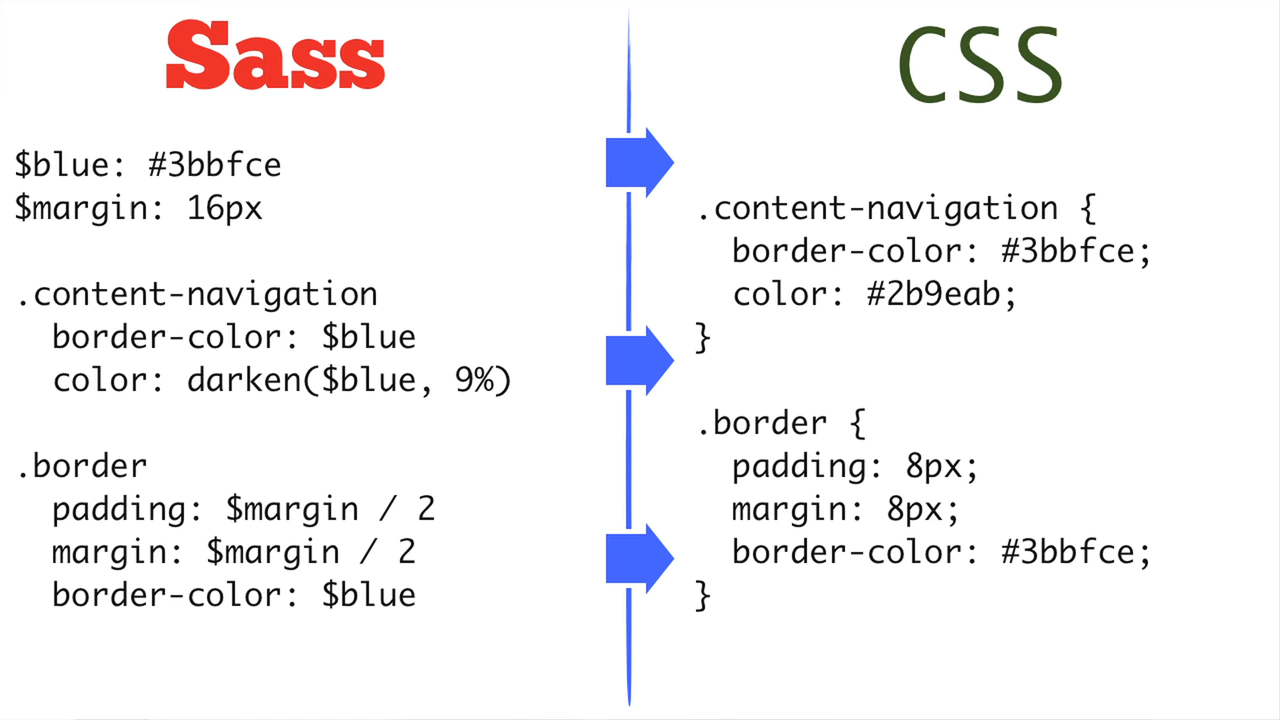 Sass
$blue: #3bbfce
$margin: 16px
.content-navigation
  border-color: $blue
  color: darken($blue, 9%)
.border
  padding: $margin / 2
  margin: $margin / 2
  border-color: $blue
CSS
.content-navigation {
  border-color: #3bbfce;
  color: #2b9eab;
}
.border {
  padding: 8px;
  margin: 8px;
  border-color: #3bbfce;
}